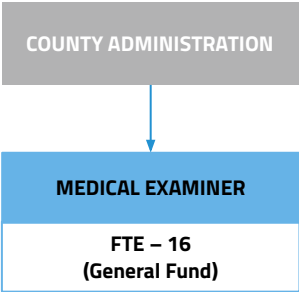 COUNTY ADMINISTRATION
MEDICAL EXAMINER
FTE – 16
(General Fund)